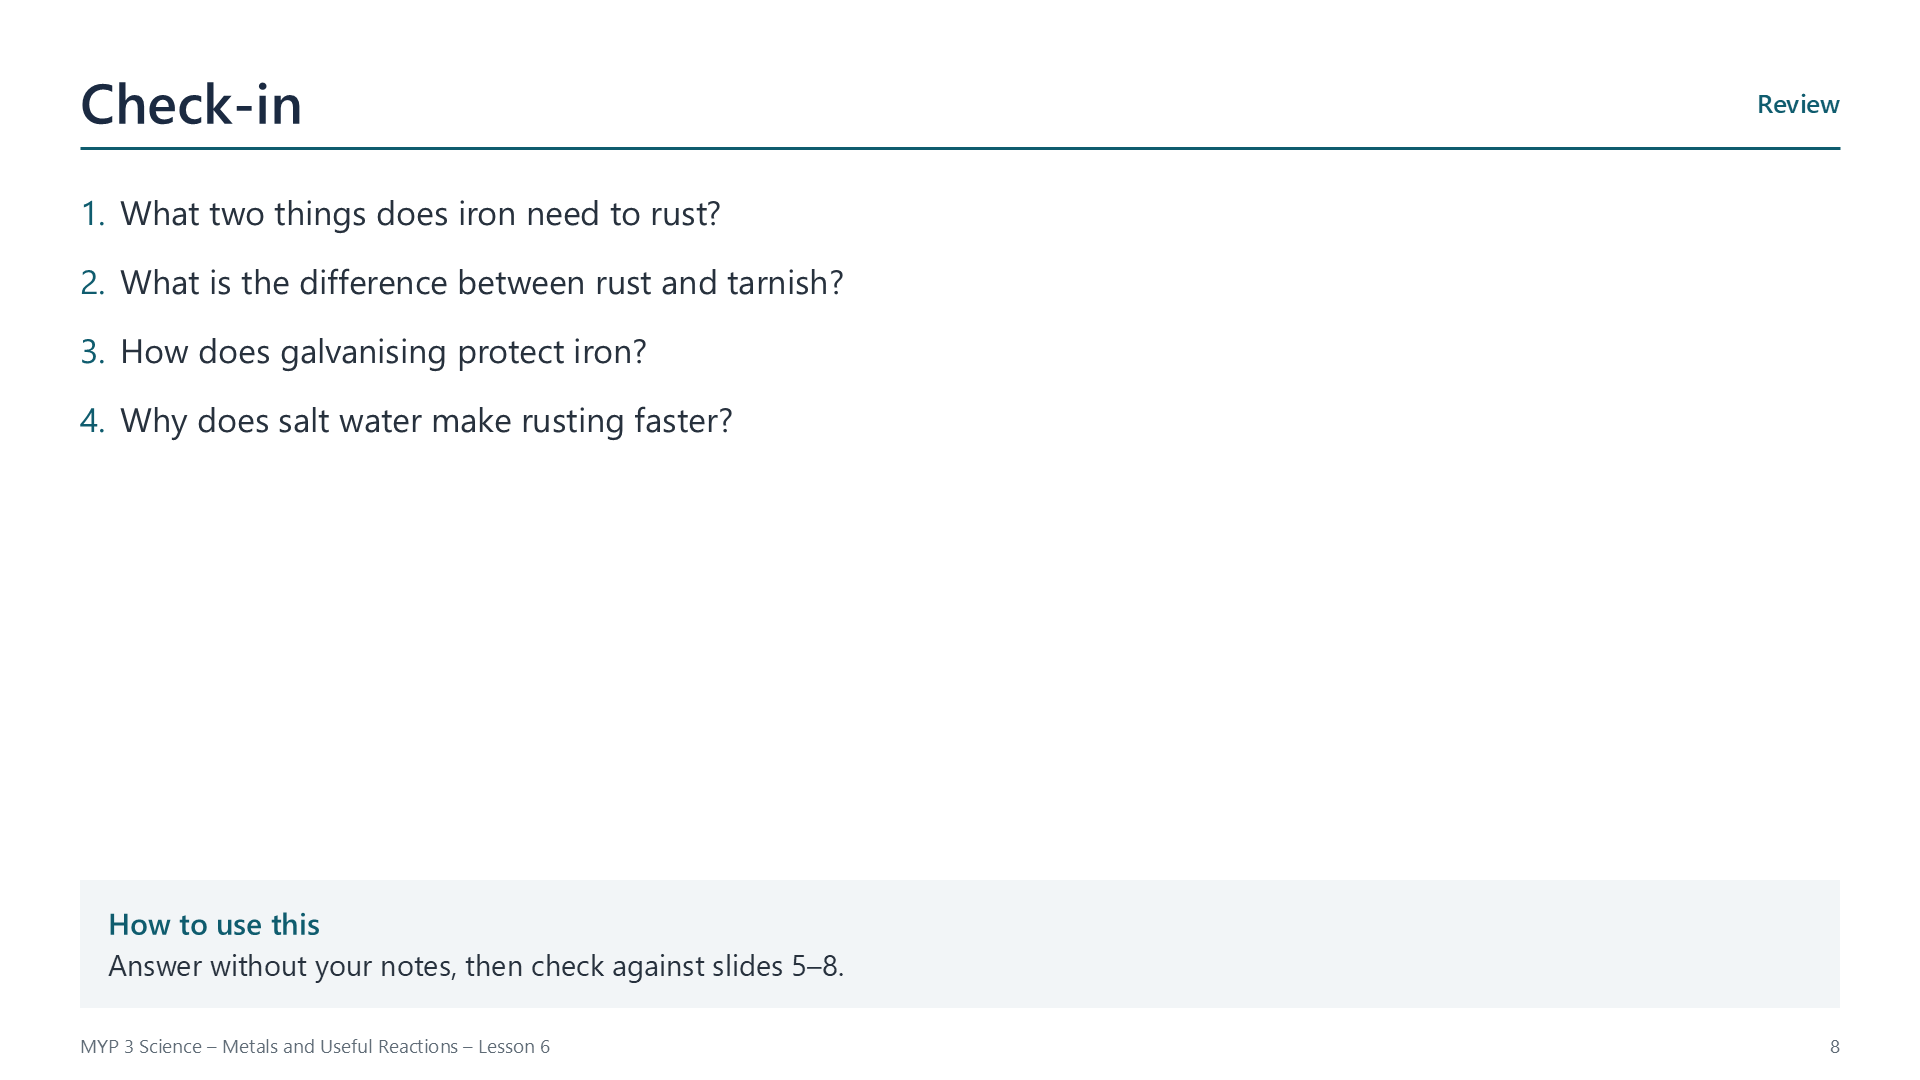 Check-in
Review
1. What two things does iron need to rust?
2. What is the difference between rust and tarnish?
3. How does galvanising protect iron?
4. Why does salt water make rusting faster?
How to use this
Answer without your notes, then check against slides 5–8.
MYP 3 Science – Metals and Useful Reactions – Lesson 6
8